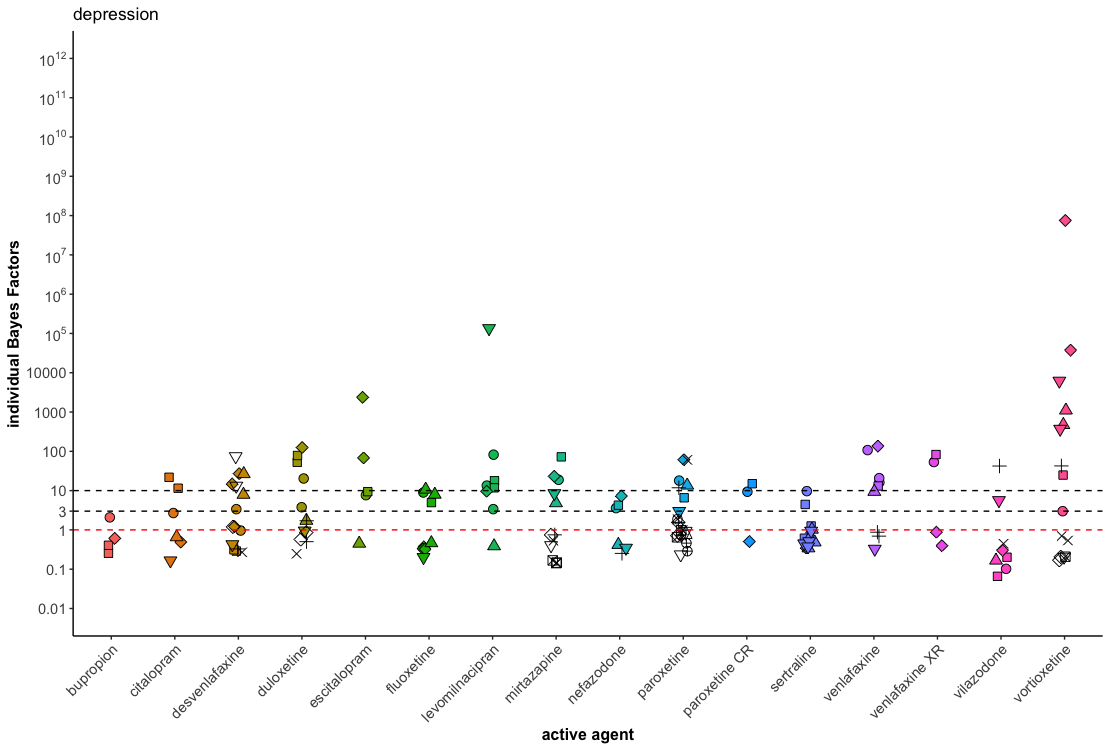 depression
individual Bayes Factors
10^12
10^11
10^10
10^9
10^8
10^7
10^6
10^5
10000
1000
100
10
3
1
0.1
0.01
bupropion
citalopram
desvenlafaxine
duloxetine
escitalopram
fluoxetine
levomilnacipran
mirtazapine
nefazodone
paroxetine
paroxetine CR
sertraline
venlafaxine
venlafaxine XR
vilazodone
vortioxetine
active agent